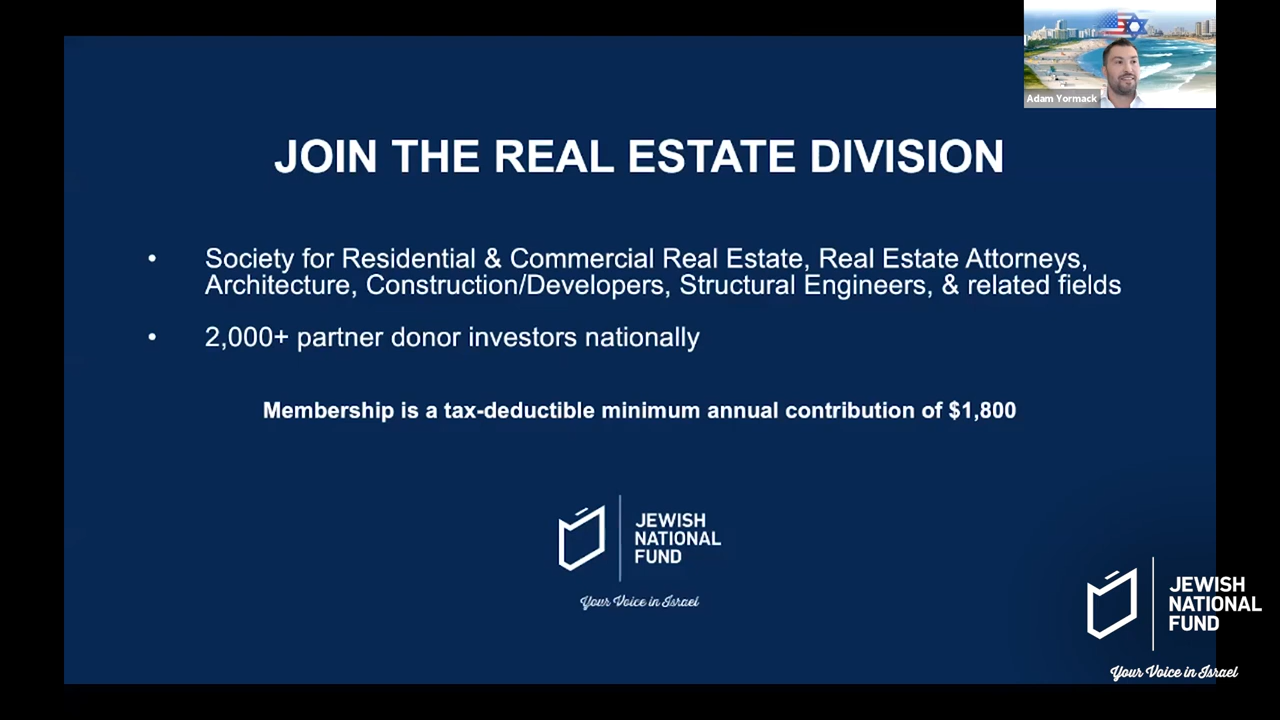 Adam Yormack
JOIN THE REAL ESTATE DIVISION
• Society for Residential & Commercial Real Estate, Real Estate Attorneys,
Architecture, Construction/Developers, Structural Engineers, & related fields
• 2,000+ partner donor investors nationally
Membership is a tax-deductible minimum annual contribution of $1,800
JEWISH
NATIONAL
FUND
Your Voice in Israel
JEWISH
NATIONAL
FUND
Your Voice in Israel